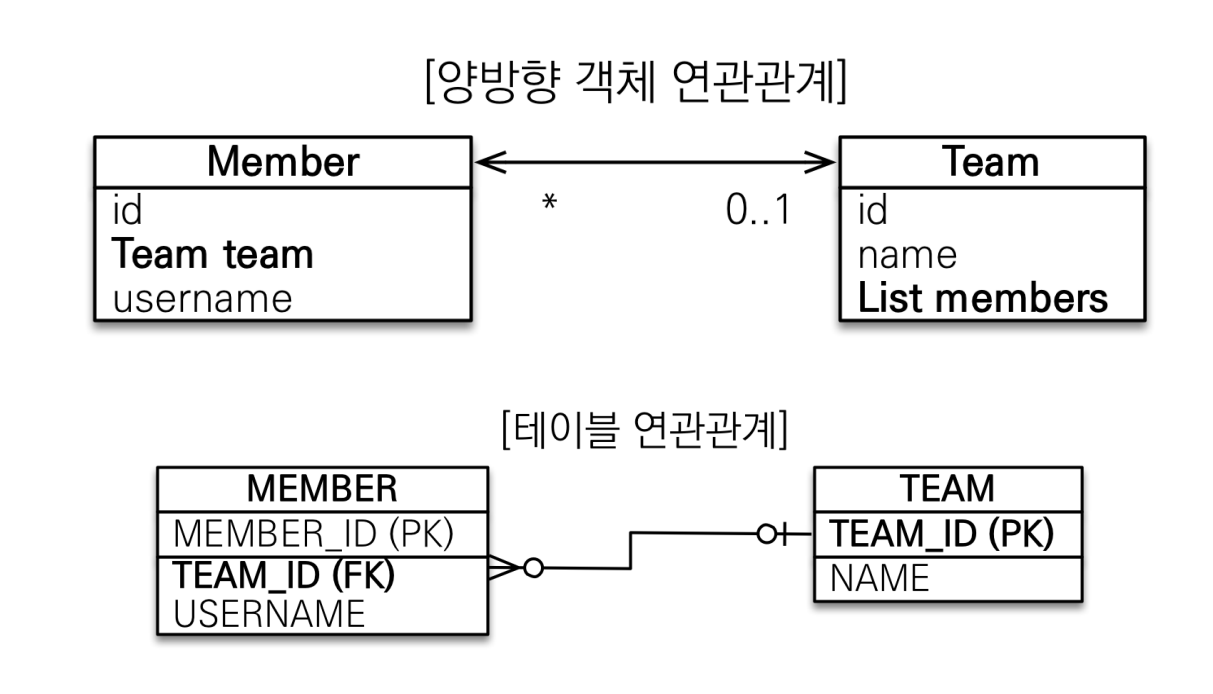 [양방향 객체 연관관계]
Member
id
Team team
username
* 0..1
Team
id
name
List members
[테이블 연관관계]
MEMBER
MEMBER_ID (PK)
TEAM_ID (FK)
USERNAME
TEAM
TEAM_ID (PK)
NAME